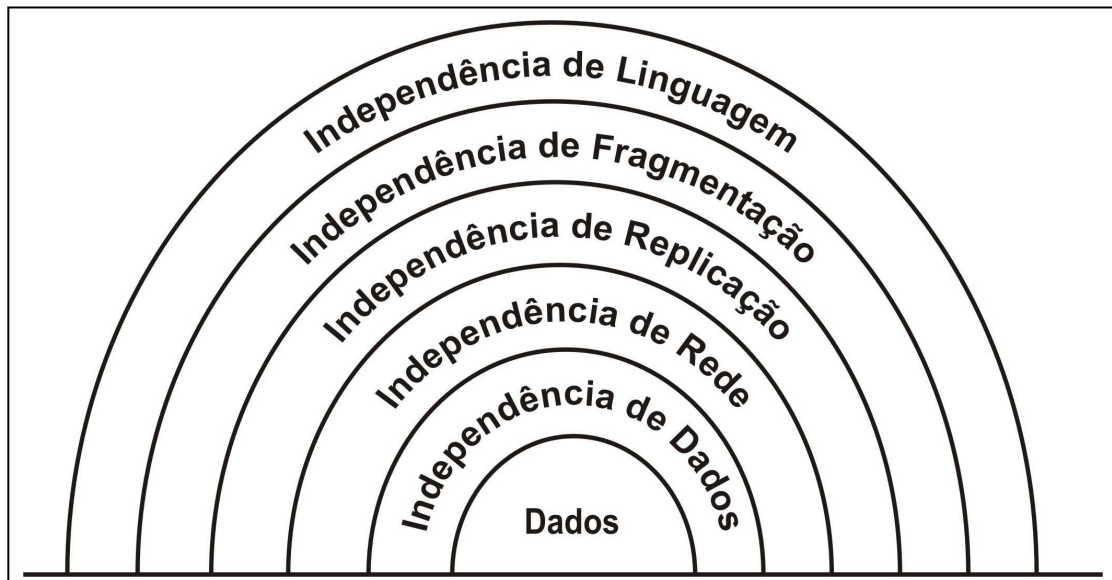 Independência de Linguagem
Independência de Fragmentação
Independência de Replicação
Independência de Rede
Independência de Dados
Dados